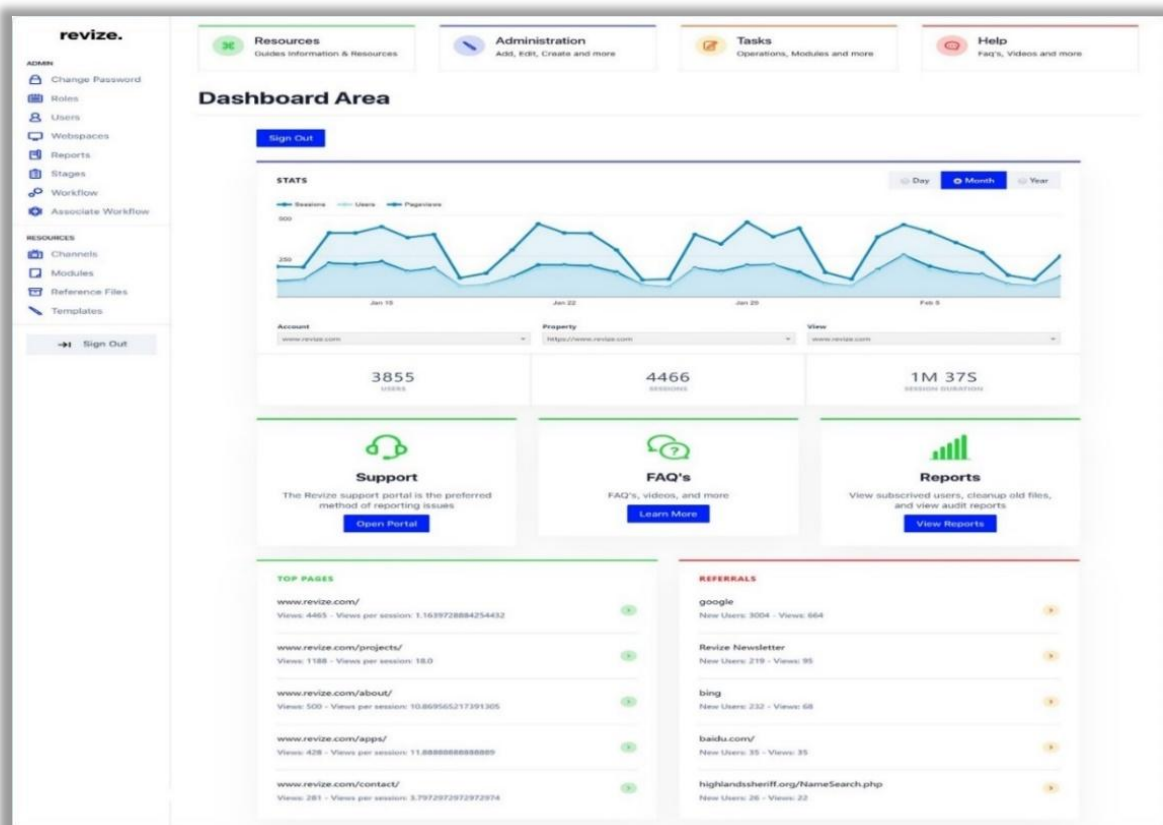 revize.
ADMIN
Change Password
Roles
Users
Webspaces
Reports
Stages
Workflow
Associate Workflow
RESOURCES
Channels
Modules
Reference Files
Templates
Sign Out
Resources
Guides Information & Resources
Administration
Add, Edit, Create and more
Tasks
Operations, Modules and more
Help
Faq's, Videos and more
Dashboard Area
Sign Out
STATS
Day Month Year
Sessions Users Pageviews
500
250
Jan 15 Jan 22 Jan 29 Feb 5
Account Property View
www.revize.com https://www.revize.com www.revize.com
3855 4466 1M 37S
USERS SESSIONS SESSION DURATION
Support
The Revize support portal is the preferred
method of reporting issues
Open Portal
FAQ's
FAQ's, videos, and more
Learn More
Reports
View subscrived users, cleanup old files,
and view audit reports
View Reports
TOP PAGES
www.revize.com/
Views: 4465 - Views per session: 1.1639728884254432
www.revize.com/projects/
Views: 1188 - Views per session: 18.0
www.revize.com/about/
Views: 500 - Views per session: 10.869565217391305
www.revize.com/apps/
Views: 428 - Views per session: 11.88888888888889
www.revize.com/contact/
Views: 281 - Views per session: 3.7972972972972974
REFERRALS
google
New Users: 3004 - Views: 664
Revize Newsletter
New Users: 219 - Views: 95
bing
New Users: 232 - Views: 68
baidu.com/
New Users: 35 - Views: 35
highlandssheriff.org/NameSearch.php
New Users: 26 - Views: 22